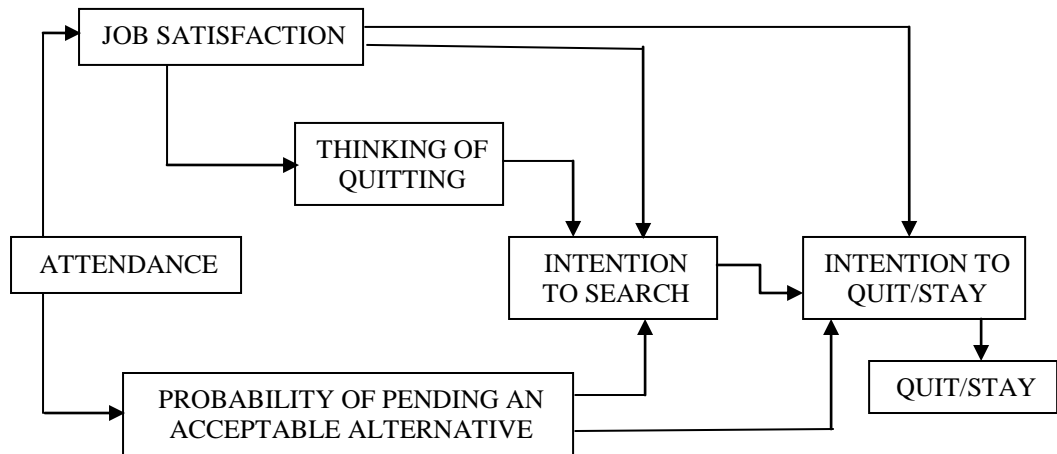 JOB SATISFACTION
THINKING OF
QUITTING
ATTENDANCE
INTENTION
TO SEARCH
INTENTION TO
QUIT/STAY
QUIT/STAY
PROBABILITY OF PENDING AN
ACCEPTABLE ALTERNATIVE